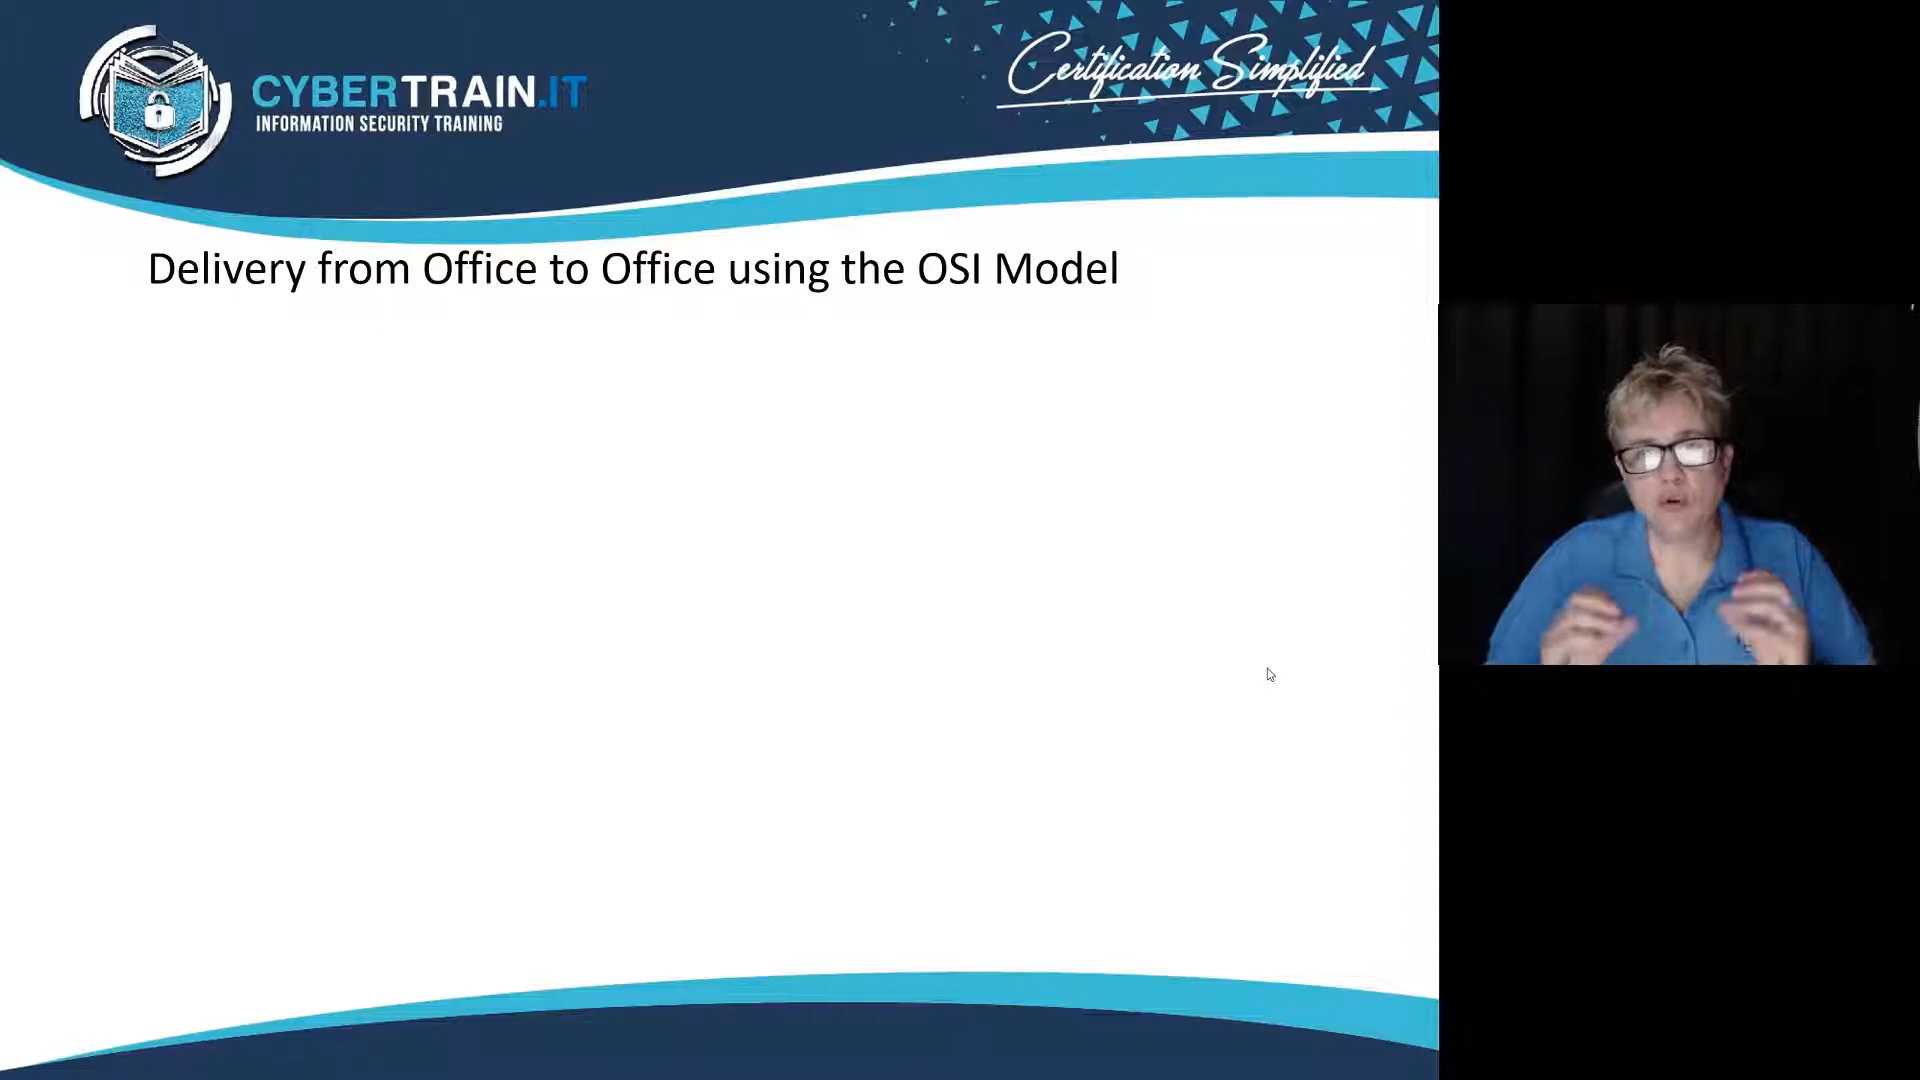 CYBERTRAIN.IT
INFORMATION SECURITY TRAINING
Certification Simplified
Delivery from Office to Office using the OSI Model